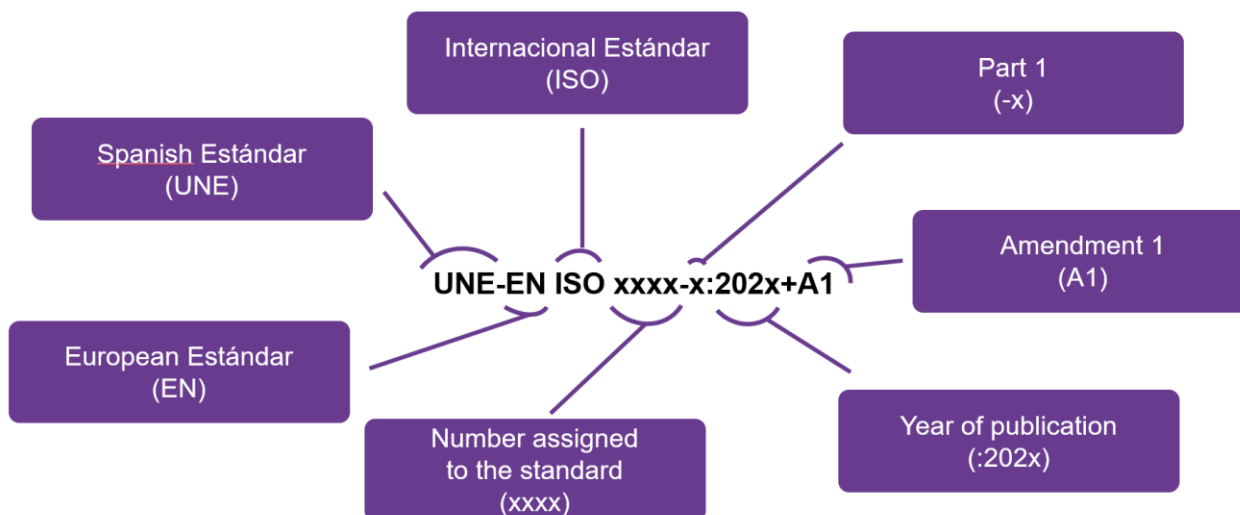 Internacional Estándar
(ISO)
Part 1
(-x)
Spanish Estándar
(UNE)
Amendment 1
(A1)
UNE-EN ISO xxxx-x:202x+A1
European Estándar
(EN)
Number assigned
to the standard
(xxxx)
Year of publication
(:202x)